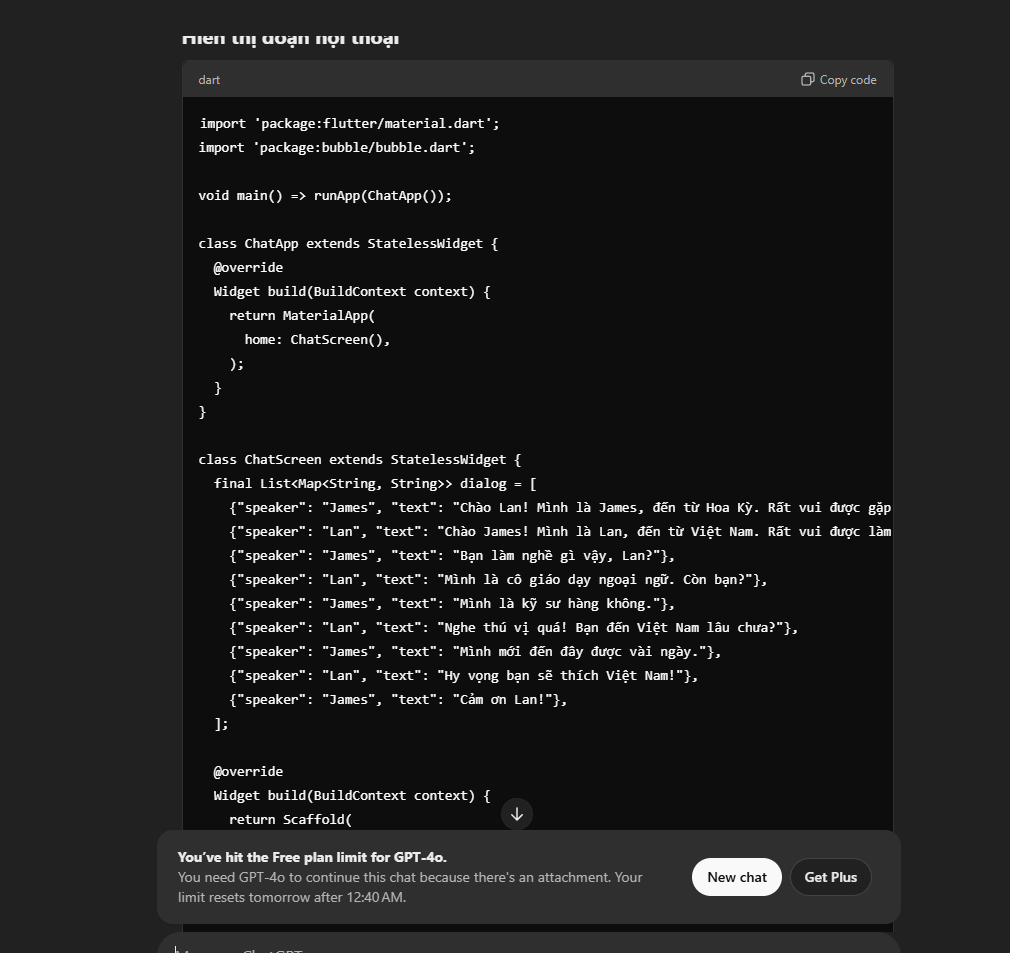 Hiển thị đoạn hội thoại
dart
Copy code
import 'package:flutter/material.dart';
import 'package:bubble/bubble.dart';
void main() => runApp(ChatApp());
class ChatApp extends StatelessWidget {
@override
Widget build(BuildContext context) {
return MaterialApp(
home: ChatScreen(),
);
}
}
class ChatScreen extends StatelessWidget {
final List<Map<String, String>> dialog = [
{"speaker": "James", "text": "Chào Lan! Mình là James, đến từ Hoa Kỳ. Rất vui được gặp
{"speaker": "Lan", "text": "Chào James! Mình là Lan, đến từ Việt Nam. Rất vui được làm
{"speaker": "James", "text": "Bạn làm nghề gì vậy, Lan?"},
{"speaker": "Lan", "text": "Mình là cô giáo dạy ngoại ngữ. Còn bạn?"},
{"speaker": "James", "text": "Mình là kỹ sư hàng không."},
{"speaker": "Lan", "text": "Nghe thú vị quá! Bạn đến Việt Nam lâu chưa?"},
{"speaker": "James", "text": "Mình mới đến đây được vài ngày."},
{"speaker": "Lan", "text": "Hy vọng bạn sẽ thích Việt Nam!"},
{"speaker": "James", "text": "Cảm ơn Lan!"},
];
@override
Widget build(BuildContext context) {
return Scaffold(
You've hit the Free plan limit for GPT-4o.
You need GPT-4o to continue this chat because there's an attachment. Your
limit resets tomorrow after 12:40 AM.
New chat
Get Plus
ChatGPT